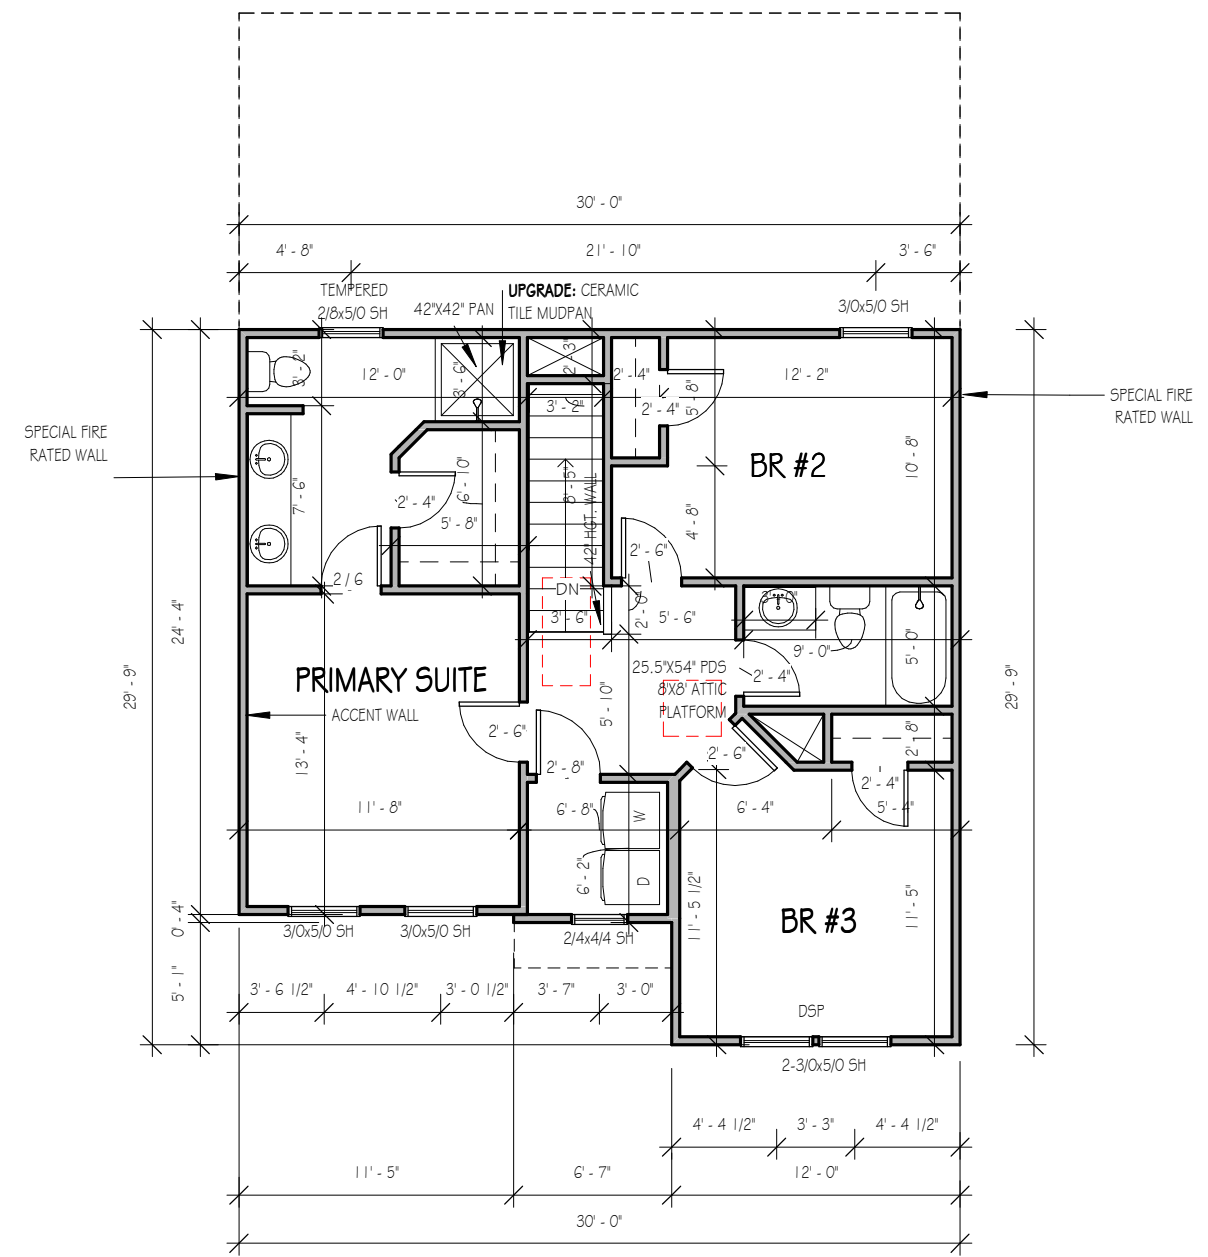 30' - 0"
4' - 8"
21' - 10"
3' - 6"
TEMPERED
2/8x5/0 SH
42"X42" PAN
UPGRADE: CERAMIC
TILE MUDPAN
3/0x5/0 SH
3' - 2"
12' - 0"
3' - 6"
2' - 3"
3' - 2"
2' - 4"
2' - 4"
5' - 8"
12' - 2"
SPECIAL FIRE
RATED WALL
SPECIAL FIRE
RATED WALL
7' - 6"
2' - 4"
6' - 10"
5' - 8"
8' - 5"
42" HGT. WALL
BR #2
10' - 8"
4' - 8"
2' - 6"
2/6
DN
3' - 6"
2' - 0"
5' - 6"
9' - 0"
5' - 0"
24' - 4"
29' - 9"
29' - 9"
PRIMARY SUITE
ACCENT WALL
25.5"X54" PDS
8'X8' ATTIC
PLATFORM
2' - 4"
5' - 10"
2' - 6"
2' - 6"
2' - 8"
2' - 8"
13' - 4"
11' - 8"
6' - 8"
W
6' - 4"
2' - 4"
5' - 4"
6' - 2"
D
11' - 5 1/2"
11' - 5"
BR #3
0' - 4"
5' - 1"
3/0x5/0 SH
3/0x5/0 SH
2/4x4/4 SH
3' - 6 1/2"
4' - 10 1/2"
3' - 0 1/2"
3' - 7"
3' - 0"
DSP
2-3/0x5/0 SH
4' - 4 1/2"
3' - 3"
4' - 4 1/2"
11' - 5"
6' - 7"
12' - 0"
30' - 0"